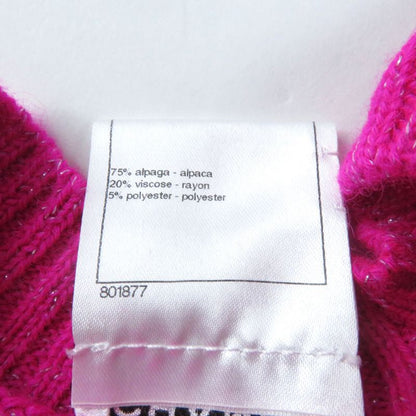 75% alpaga - alpaca
20% viscose - rayon
5% polyester - polyester
801877